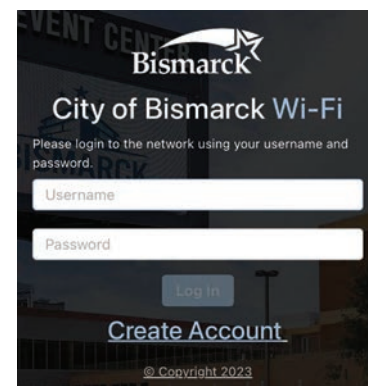 EVENT CENTER
Bismarck
City of Bismarck Wi-Fi
Please login to the network using your username and
password.
BISMARCK
Username
Password
Log In
Create Account
© Copyright 2023